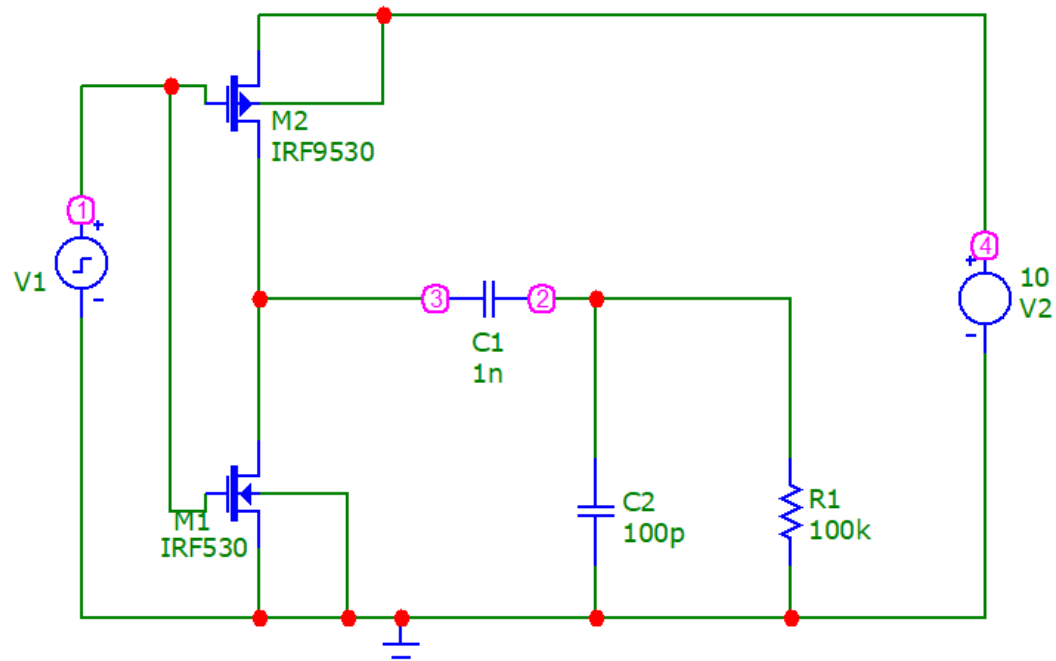 M2
IRF9530
1
+
V1
-
4
+
10
V2
-
3
2
C1
1n
M1
IRF530
C2
100p
R1
100k